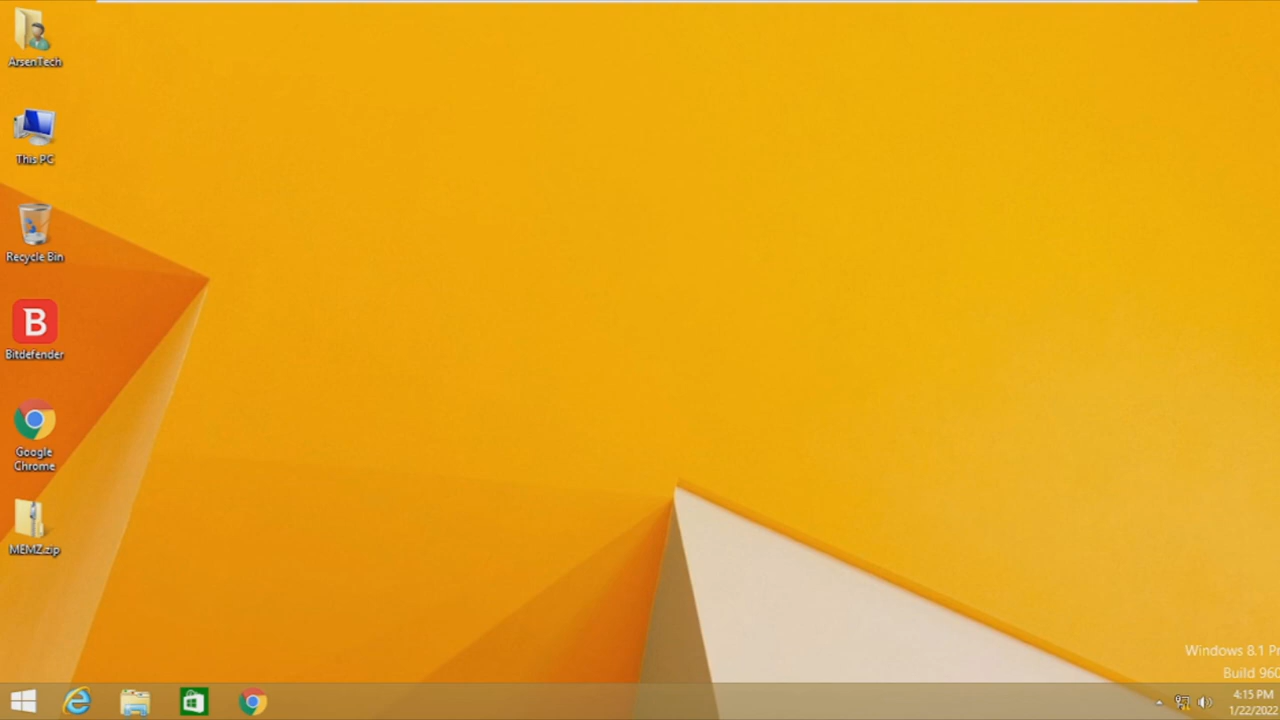 ArsenTech
This PC
Recycle Bin
B
Bitdefender
Google
Chrome
MEMZ.zip
Windows 8.1 Pr
Build 960
4:15 PM
1/22/2022